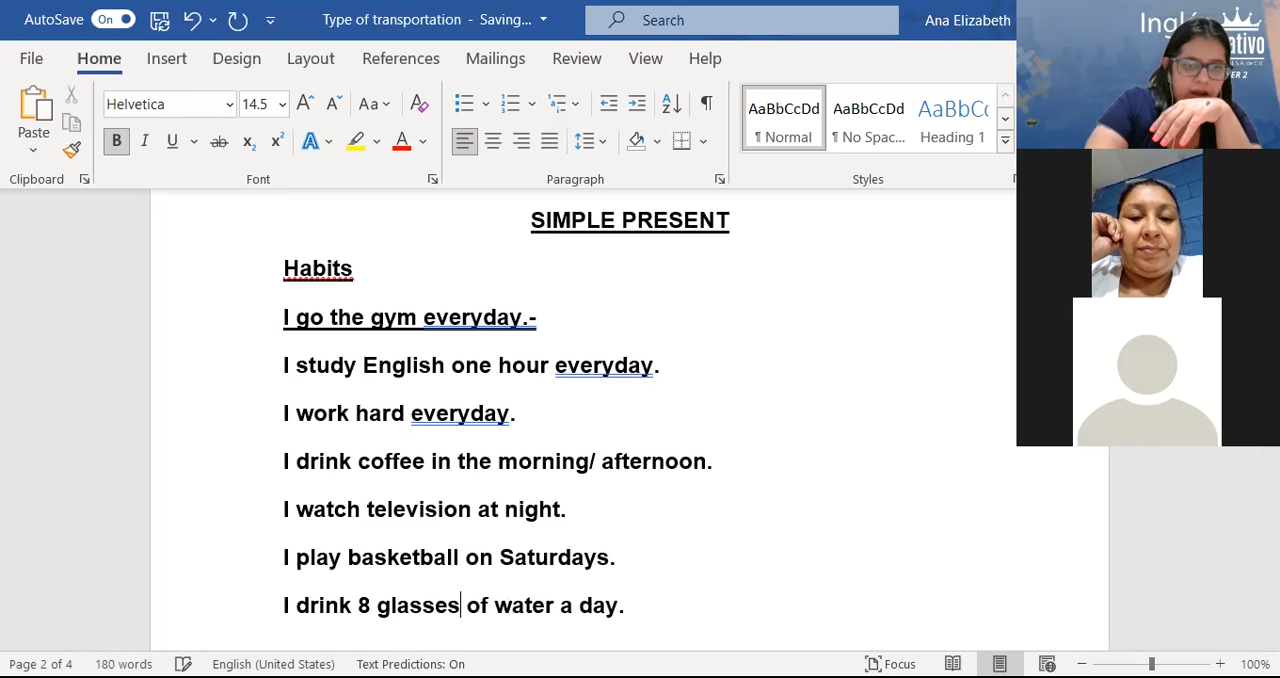 AutoSave On Type of transportation - Saving... Search Ana Elizabeth
File Home Insert Design Layout References Mailings Review View Help
Helvetica 14.5 Aa
Paste B I U ab x2 x2 A A
AaBbCcDd AaBbCcDd AaBbCc
¶ Normal ¶ No Spac... Heading 1
Clipboard Font Paragraph Styles
SIMPLE PRESENT
Habits
I go the gym everyday.-
I study English one hour everyday.
I work hard everyday.
I drink coffee in the morning/ afternoon.
I watch television at night.
I play basketball on Saturdays.
I drink 8 glasses of water a day.
Page 2 of 4 180 words English (United States) Text Predictions: On Focus 100%